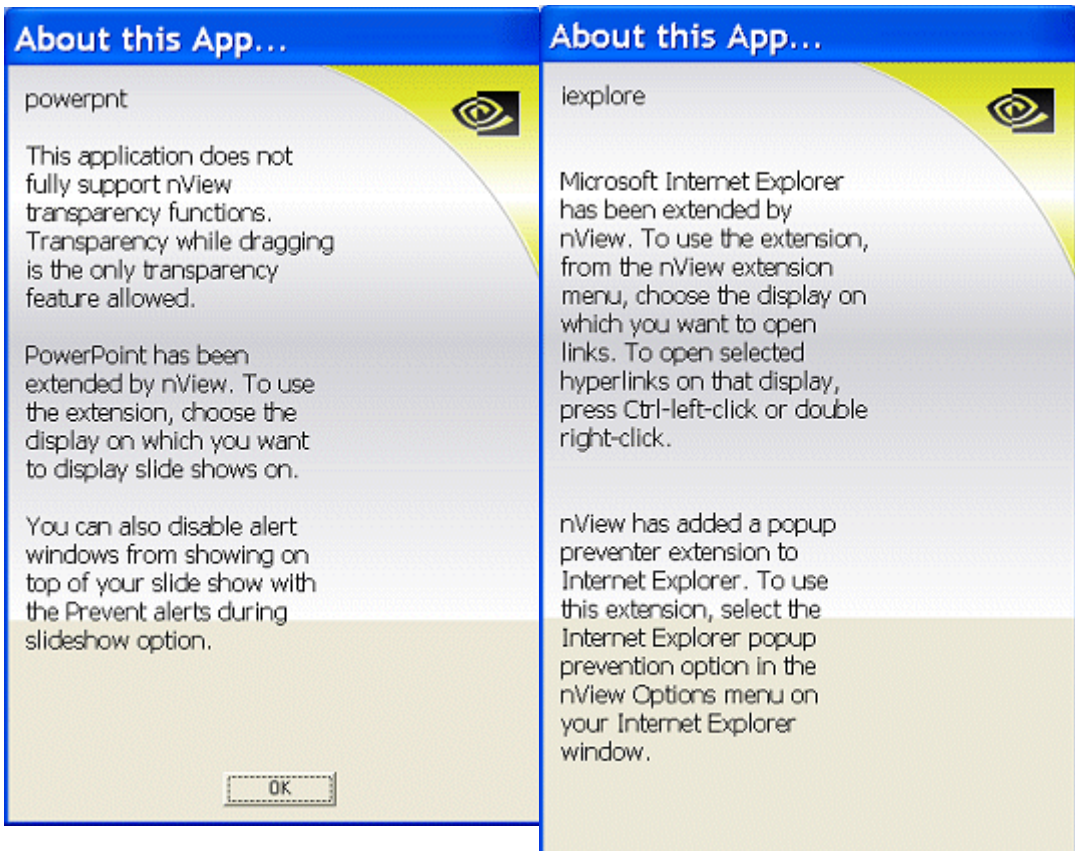 About this App...
powerpnt
This application does not
fully support nView
transparency functions.
Transparency while dragging
is the only transparency
feature allowed.
PowerPoint has been
extended by nView. To use
the extension, choose the
display on which you want
to display slide shows on.
You can also disable alert
windows from showing on
top of your slide show with
the Prevent alerts during
slideshow option.
OK
About this App...
iexplore
Microsoft Internet Explorer
has been extended by
nView. To use the extension,
from the nView extension
menu, choose the display on
which you want to open
links. To open selected
hyperlinks on that display,
press Ctrl-left-click or double
right-click.
nView has added a popup
preventer extension to
Internet Explorer. To use
this extension, select the
Internet Explorer popup
prevention option in the
nView Options menu on
your Internet Explorer
window.